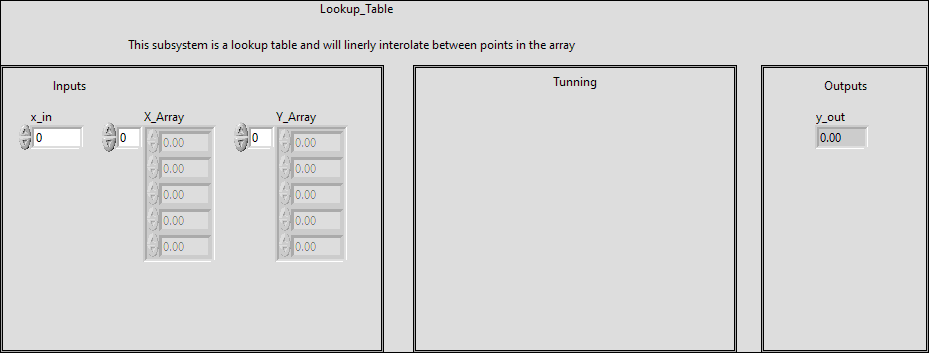 Lookup_Table
This subsystem is a lookup table and will linerly interolate between points in the array
Inputs
Tunning
Outputs
x_in
X_Array
Y_Array
y_out
0
0
0.00
0
0.00
0.00
0.00
0.00
0.00
0.00
0.00
0.00
0.00
0.00